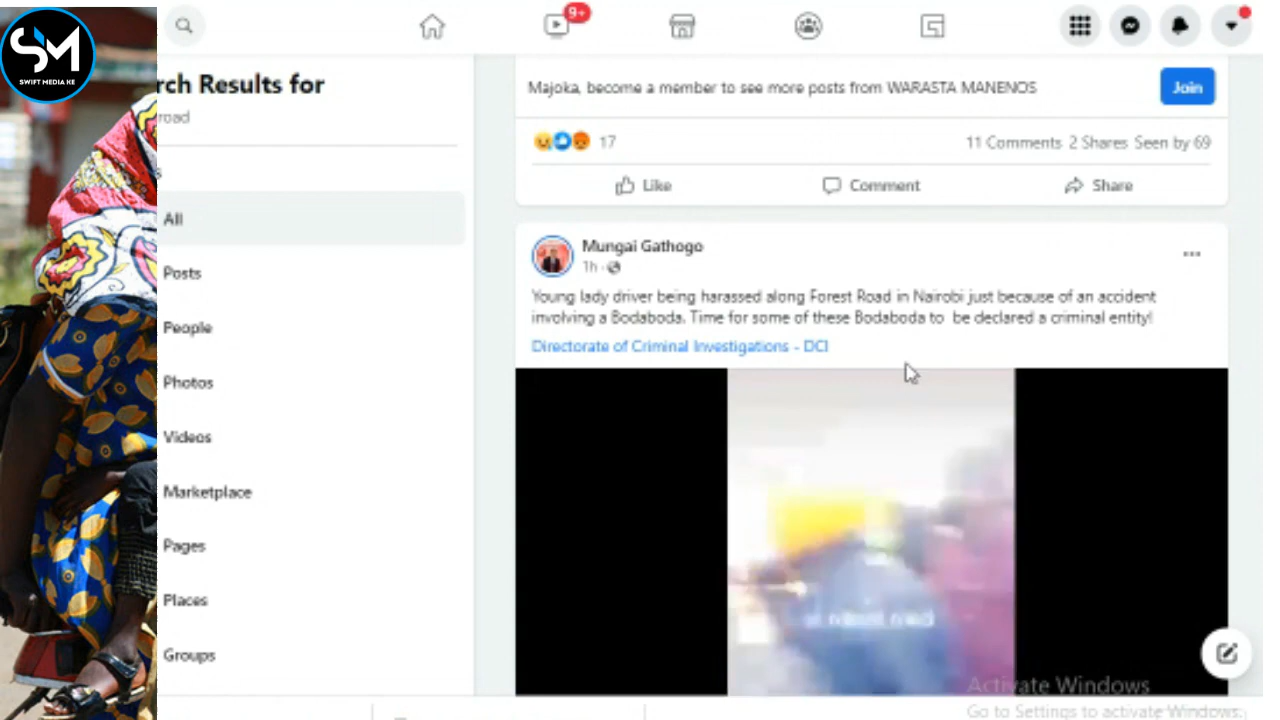 SM
SWIFT MEDIA KE
9+
rch Results for
road
s
All
Posts
People
Photos
Videos
Marketplace
Pages
Places
Groups
Majoka, become a member to see more posts from WARASTA MANENOS
Join
17
11 Comments 2 Shares Seen by 69
Like
Comment
Share
Mungai Gathogo
1h ·
Young lady driver being harassed along Forest Road in Nairobi just because of an accident
involving a Bodaboda. Time for some of these Bodaboda to be declared a criminal entity!
Directorate of Criminal Investigations - DCI
Activate Windows
Go to Settings to activate Windows.